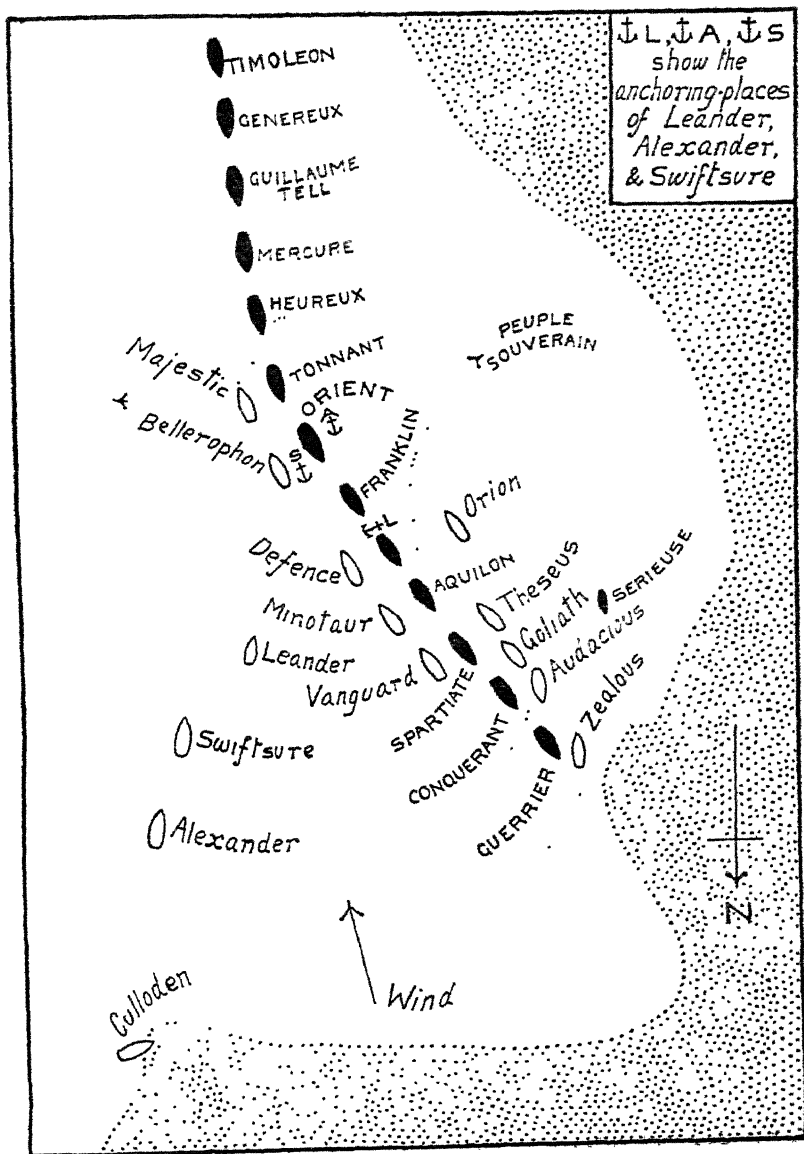 ⚓L, ⚓A, ⚓S
show the
anchoring-places
of Leander,
Alexander,
& Swiftsure
TIMOLEON
GENEREUX
GUILLAUME
TELL
MERCURE
HEUREUX
PEUPLE
SOUVERAIN
TONNANT
Majestic
ORIENT
A
Bellerophon
S
FRANKLIN
L
Orion
Defence
AQUILON
Theseus
SERIEUSE
Minotaur
Goliath
Leander
Audacious
Vanguard
SPARTIATE
Zealous
Swiftsure
CONQUERANT
GUERRIER
Alexander
N
Wind
Culloden